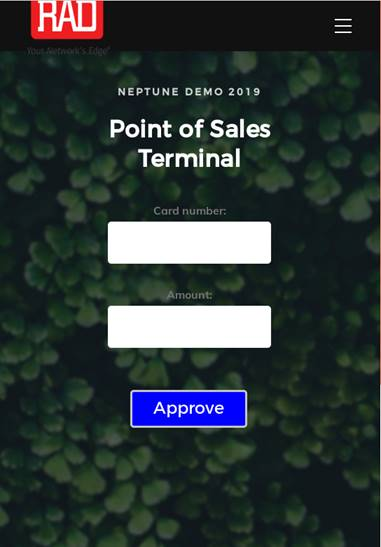 RAD
Your Network's Edge®
NEPTUNE DEMO 2019
Point of Sales
Terminal
Card number:
Amount:
Approve